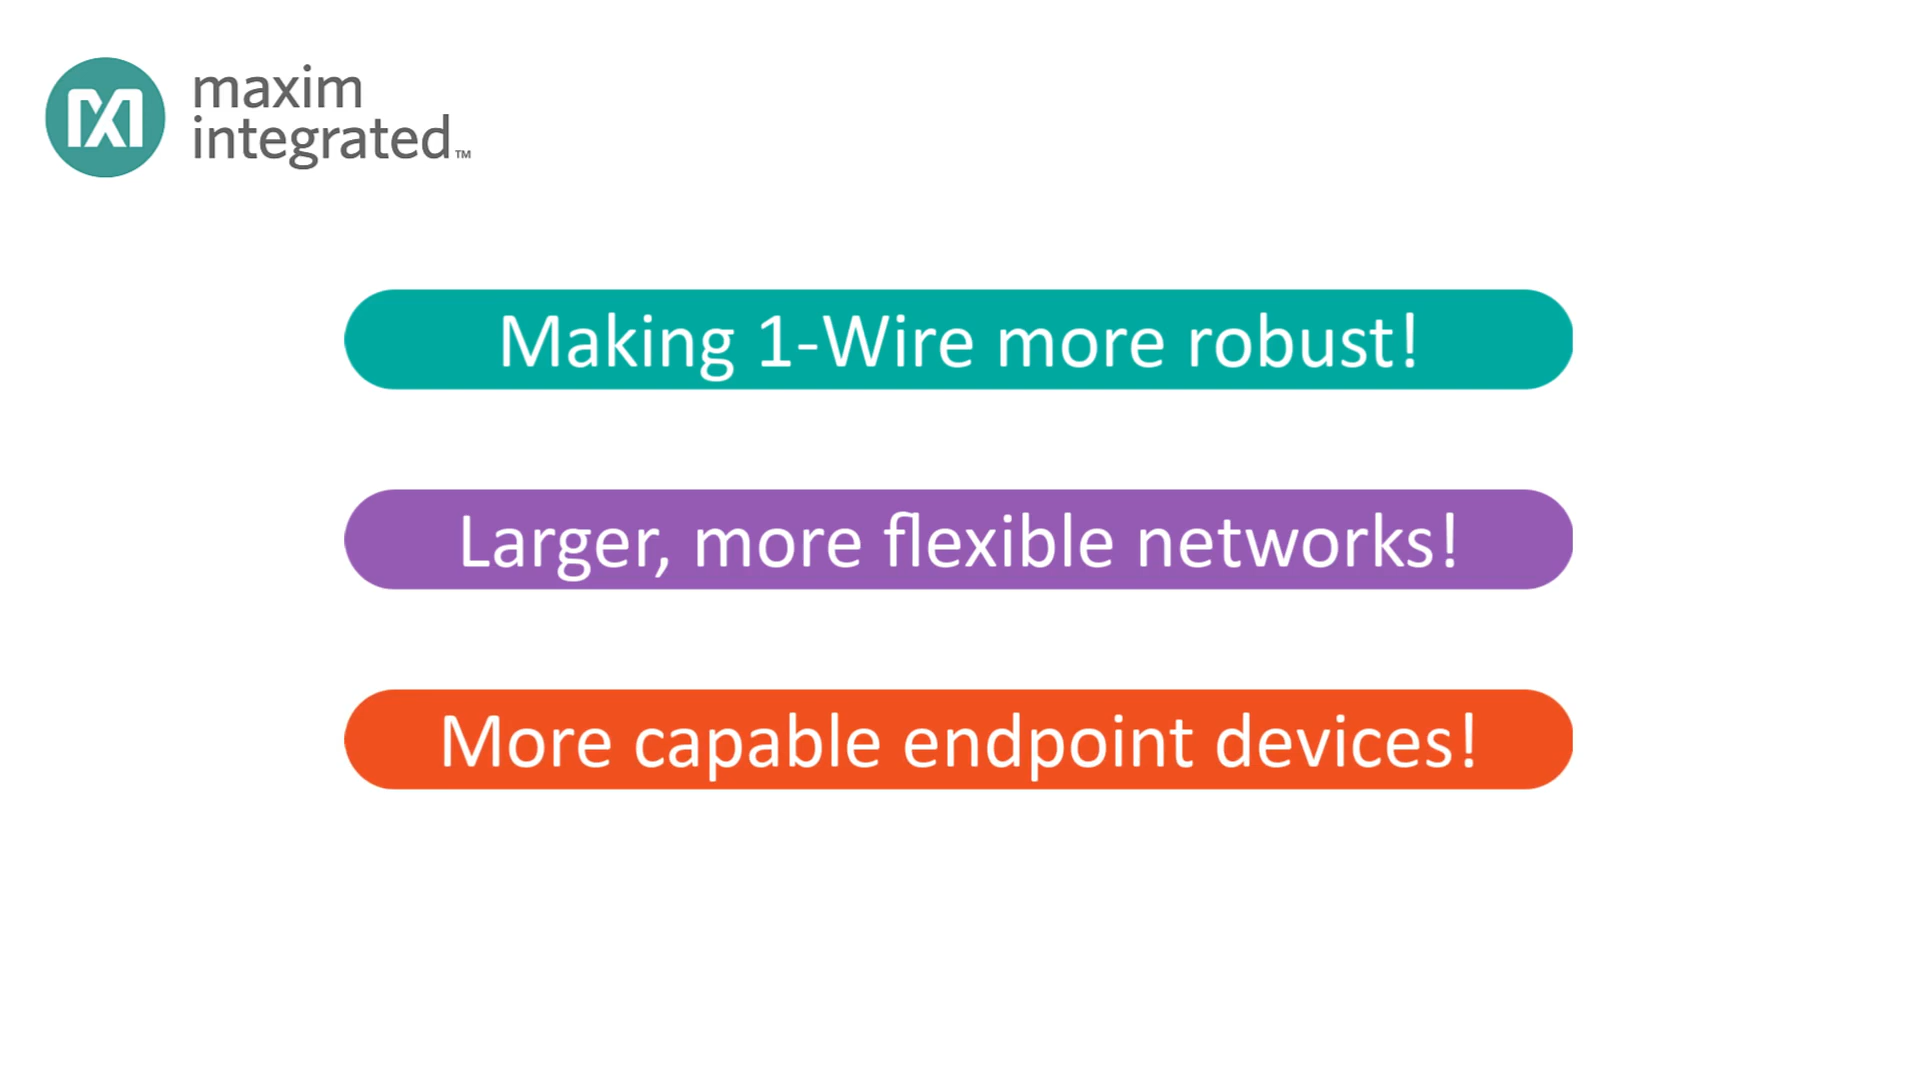 maxim
integrated™
Making 1-Wire more robust!
Larger, more flexible networks!
More capable endpoint devices!